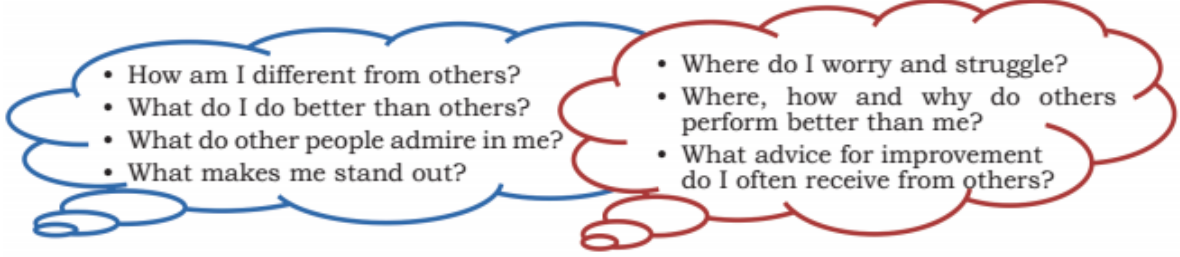 • How am I different from others?
• What do I do better than others?
• What do other people admire in me?
• What makes me stand out?
• Where do I worry and struggle?
• Where, how and why do others
perform better than me?
• What advice for improvement
do I often receive from others?